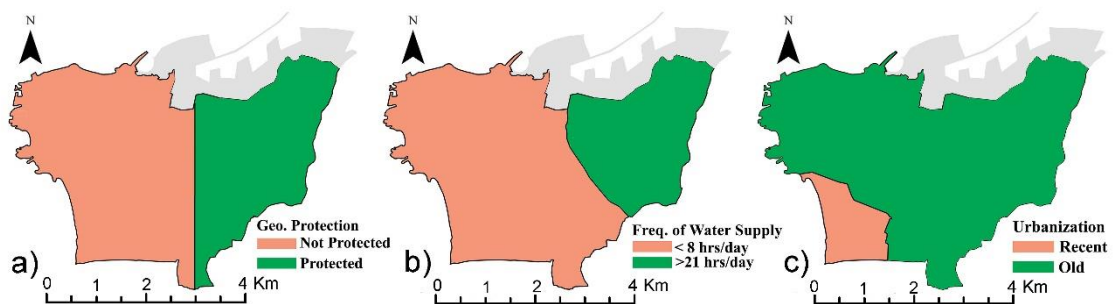 N
Geo. Protection
Not Protected
Protected
a)
0 1 2 4 Km
N
Freq. of Water Supply
< 8 hrs/day
>21 hrs/day
b)
0 1 2 4 Km
N
Urbanization
Recent
Old
c)
0 1 2 4 Km